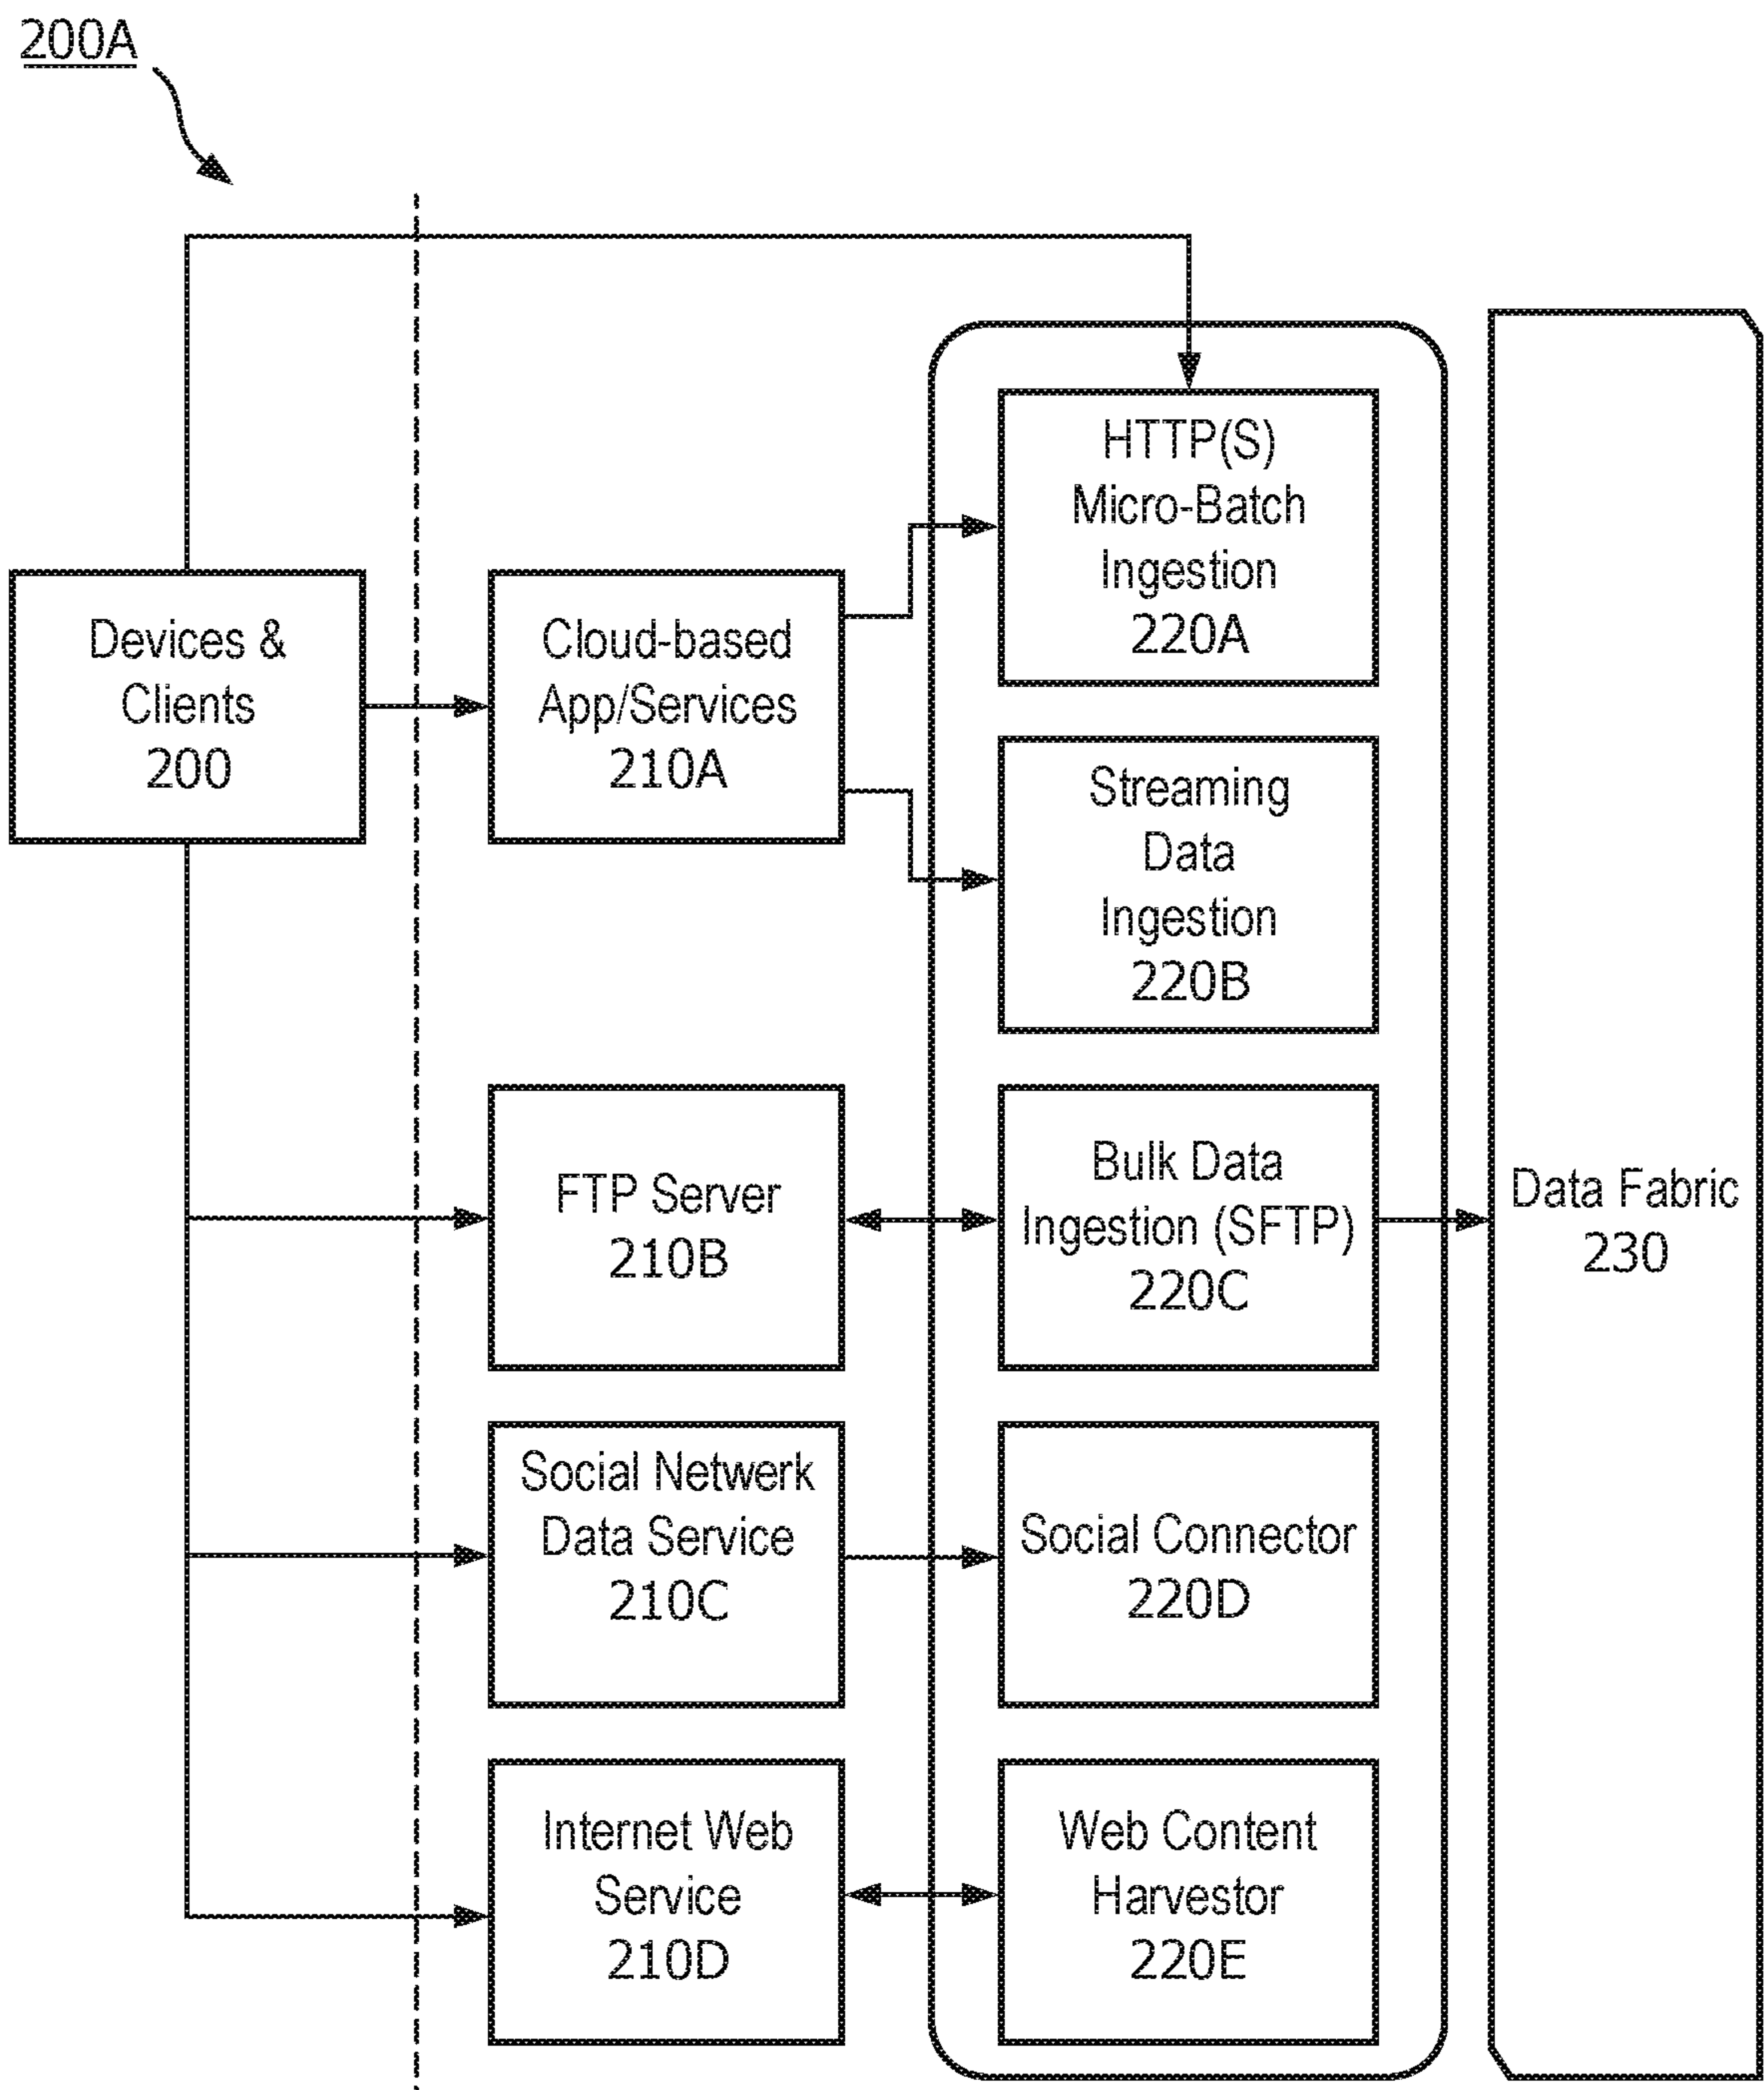 200A
Devices &
Clients
200
Cloud-based
App/Services
210A
HTTP(S)
Micro-Batch
Ingestion
220A
Streaming
Data
Ingestion
220B
FTP Server
210B
Bulk Data
Ingestion (SFTP)
220C
Data Fabric
230
Social Netwerk
Data Service
210C
Social Connector
220D
Internet Web
Service
210D
Web Content
Harvestor
220E